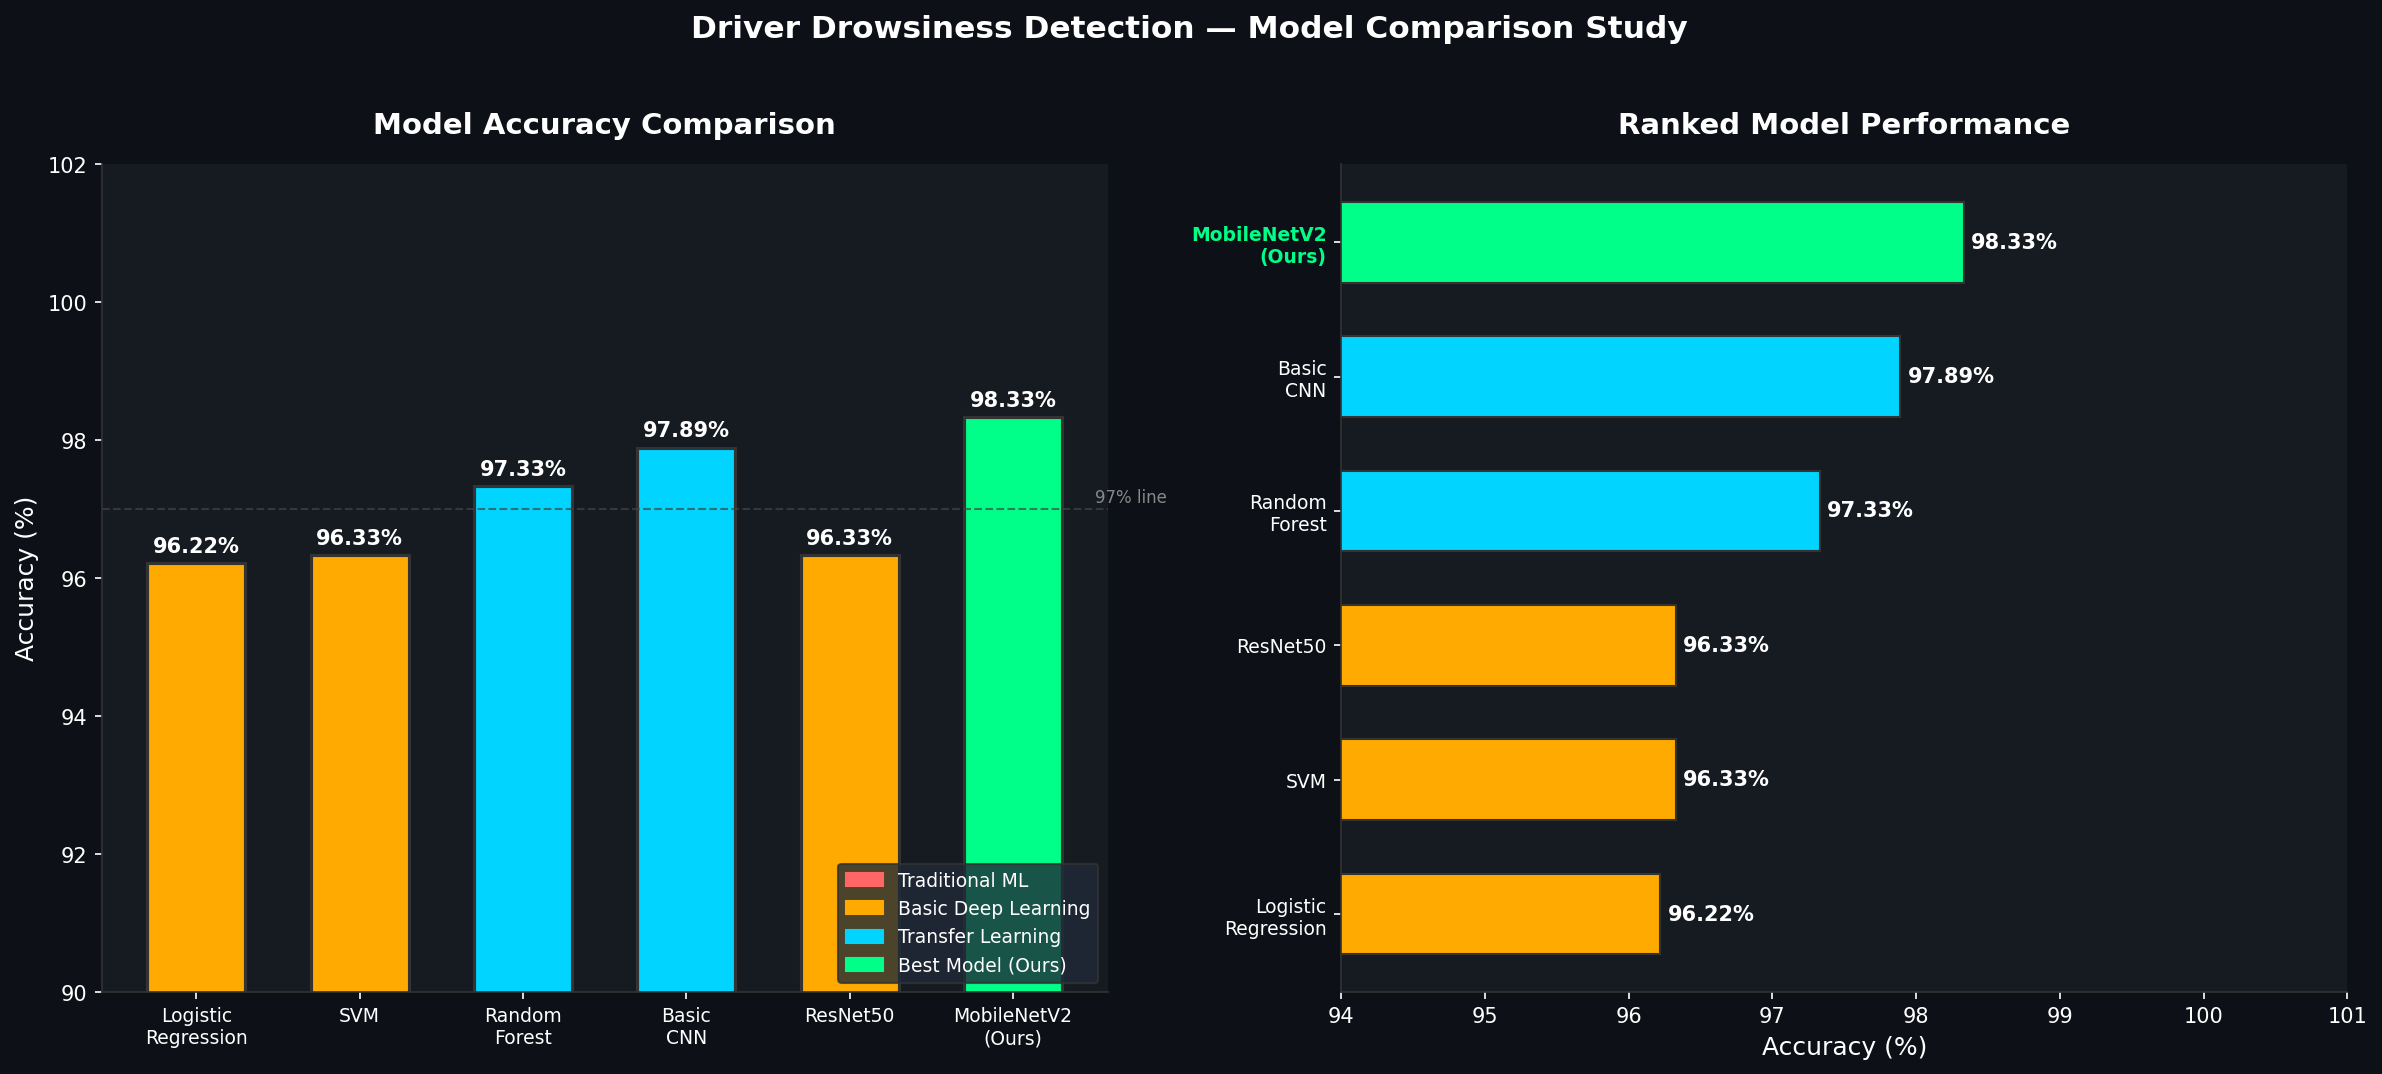 Driver Drowsiness Detection — Model Comparison Study
Model Accuracy Comparison
Accuracy (%)
102
100
98
96
94
92
90
96.22%
96.33%
97.33%
97.89%
96.33%
98.33%
97% line
Traditional ML
Basic Deep Learning
Transfer Learning
Best Model (Ours)
Logistic
Regression
SVM
Random
Forest
Basic
CNN
ResNet50
MobileNetV2
(Ours)
Ranked Model Performance
MobileNetV2
(Ours)
98.33%
Basic
CNN
97.89%
Random
Forest
97.33%
ResNet50
96.33%
SVM
96.33%
Logistic
Regression
96.22%
94 95 96 97 98 99 100 101
Accuracy (%)